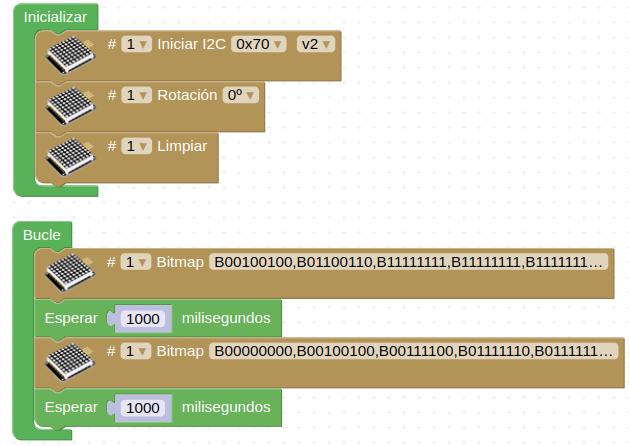 Inicializar
# 1 Iniciar I2C 0x70 v2
# 1 Rotación 0º
# 1 Limpiar
Bucle
# 1 Bitmap B00100100,B01100110,B11111111,B11111111,B1111111...
Esperar 1000 milisegundos
# 1 Bitmap B00000000,B00100100,B00111100,B01111110,B0111111...
Esperar 1000 milisegundos